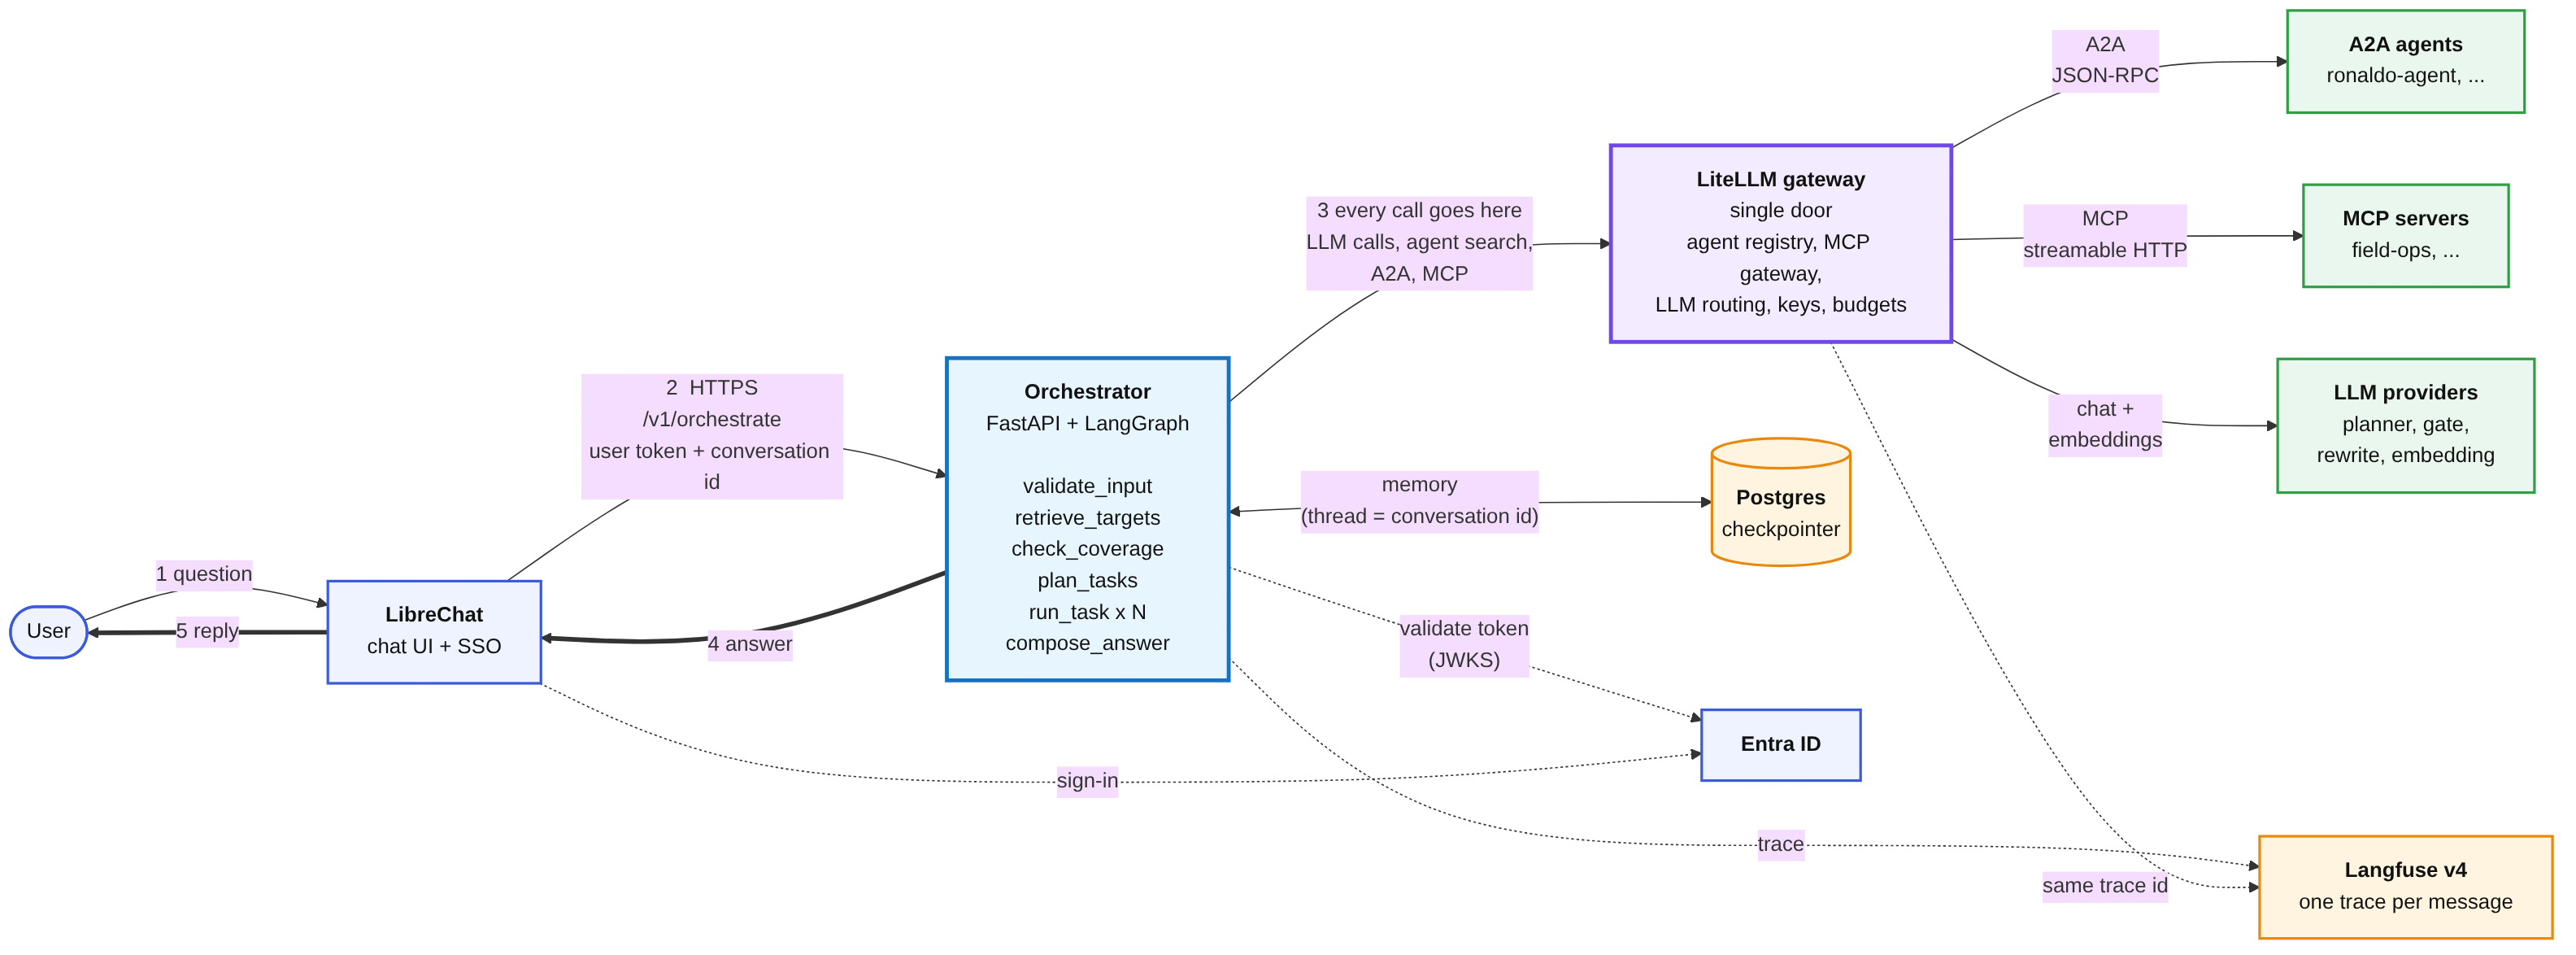 User
1 question
5 reply
LibreChat
chat UI + SSO
2  HTTPS
/v1/orchestrate
user token + conversation
id
4 answer
sign-in
Orchestrator
FastAPI + LangGraph
validate_input
retrieve_targets
check_coverage
plan_tasks
run_task x N
compose_answer
3 every call goes here
LLM calls, agent search,
A2A, MCP
memory
(thread = conversation id)
validate token
(JWKS)
trace
LiteLLM gateway
single door
agent registry, MCP
gateway,
LLM routing, keys, budgets
Postgres
checkpointer
Entra ID
A2A
JSON-RPC
MCP
streamable HTTP
chat +
embeddings
same trace id
A2A agents
ronaldo-agent, ...
MCP servers
field-ops, ...
LLM providers
planner, gate,
rewrite, embedding
Langfuse v4
one trace per message